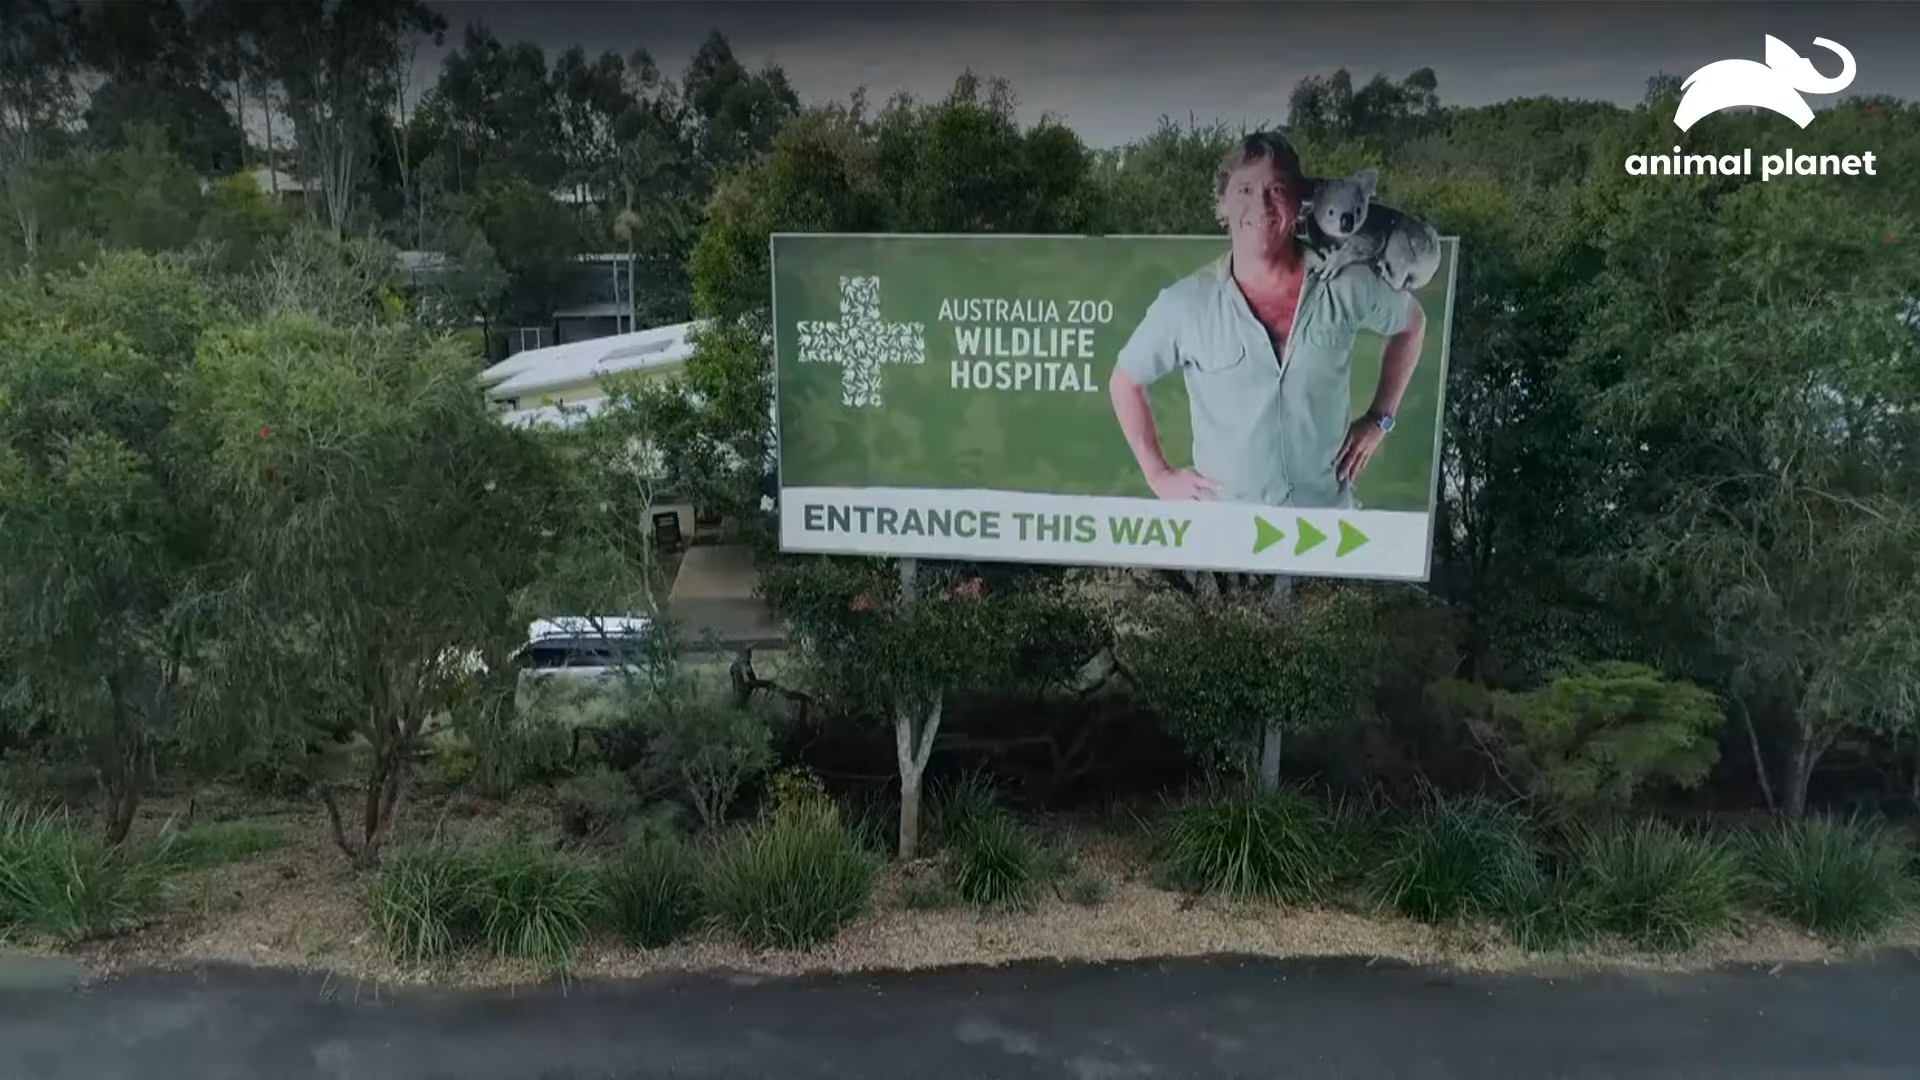 animal planet
AUSTRALIA ZOO
WILDLIFE
HOSPITAL
ENTRANCE THIS WAY